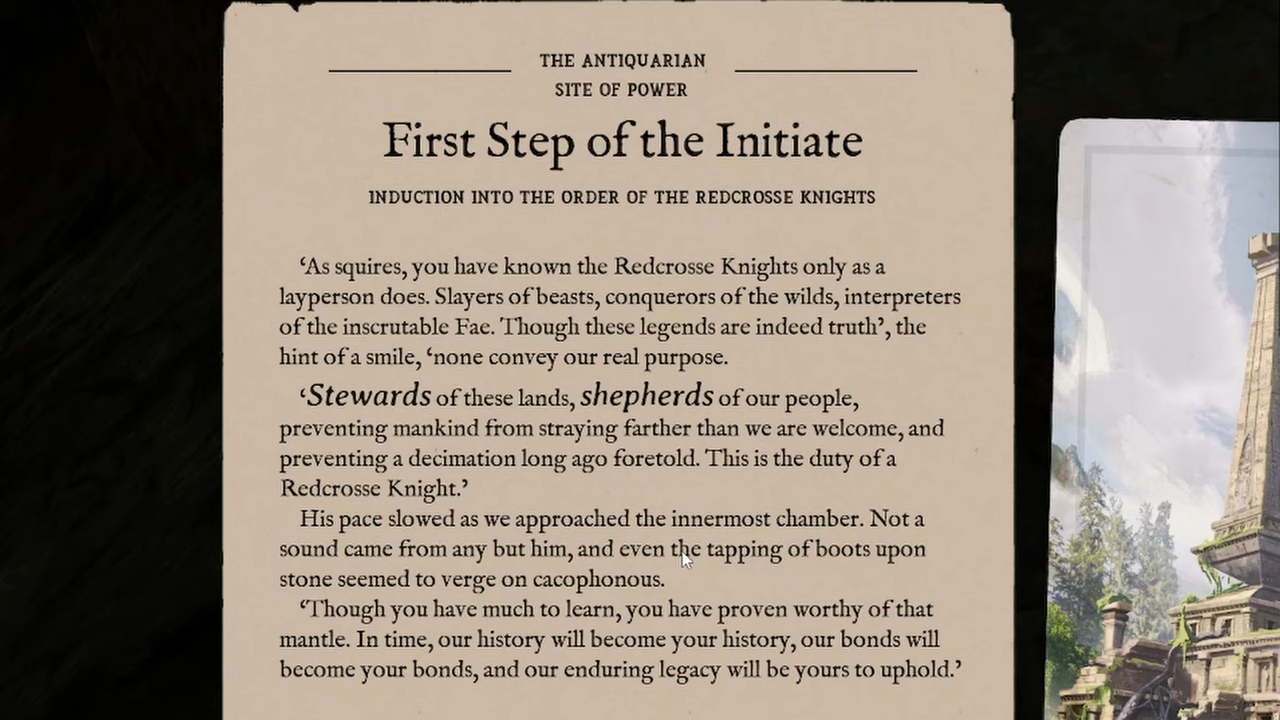 THE ANTIQUARIAN
SITE OF POWER
First Step of the Initiate
INDUCTION INTO THE ORDER OF THE REDCROSSE KNIGHTS
‘As squires, you have known the Redcrosse Knights only as a
layperson does. Slayers of beasts, conquerors of the wilds, interpreters
of the inscrutable Fae. Though these legends are indeed truth’, the
hint of a smile, ‘none convey our real purpose.
‘Stewards of these lands, shepherds of our people,
preventing mankind from straying farther than we are welcome, and
preventing a decimation long ago foretold. This is the duty of a
Redcrosse Knight.’
His pace slowed as we approached the innermost chamber. Not a
sound came from any but him, and even the tapping of boots upon
stone seemed to verge on cacophonous.
‘Though you have much to learn, you have proven worthy of that
mantle. In time, our history will become your history, our bonds will
become your bonds, and our enduring legacy will be yours to uphold.’